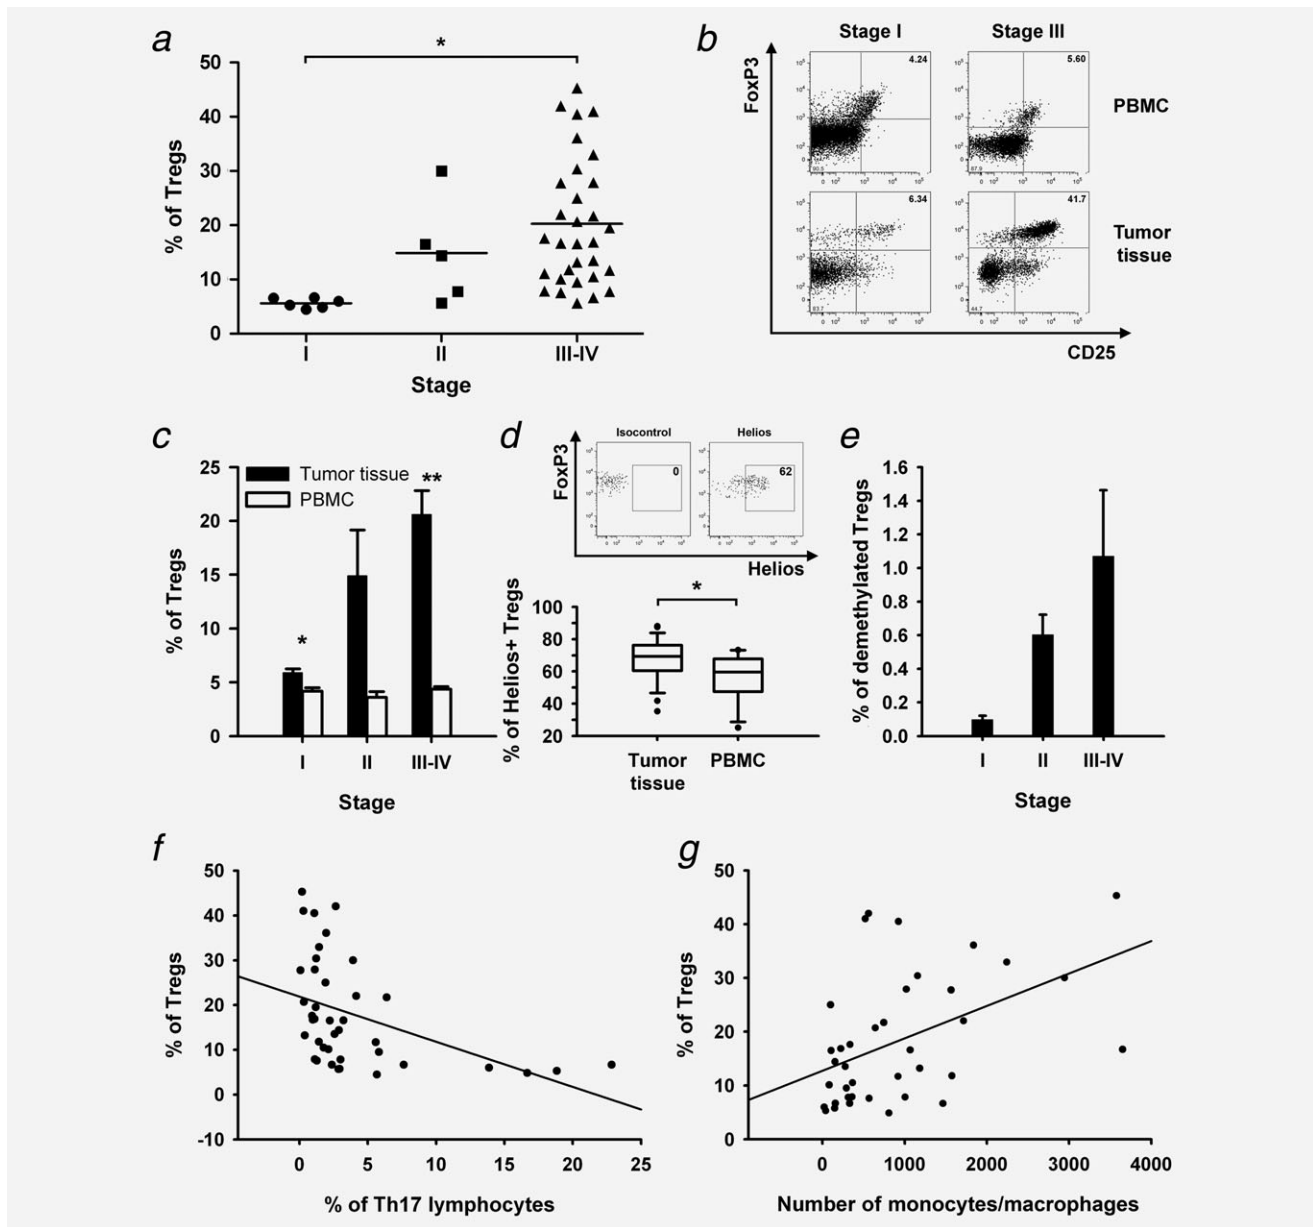 a
*
50
40
30
20
10
0
% of Tregs
I II III-IV
Stage
b
Stage I Stage III
FoxP3
4.24 5.60
PBMC
6.34 41.7
Tumor
tissue
CD25
c
25
20
15
10
5
0
% of Tregs
Tumor tissue
PBMC
* **
I II III-IV
Stage
d
Isocontrol Helios
FoxP3
0 62
Helios
*
100
80
60
40
20
% of Helios+ Tregs
Tumor PBMC
tissue
e
1.6
1.4
1.2
1.0
0.8
0.6
0.4
0.2
0.0
% of demethylated Tregs
I II III-IV
Stage
f
50
40
30
20
10
0
-10
% of Tregs
0 5 10 15 20 25
% of Th17 lymphocytes
g
50
40
30
20
10
0
% of Tregs
0 1000 2000 3000 4000
Number of monocytes/macrophages